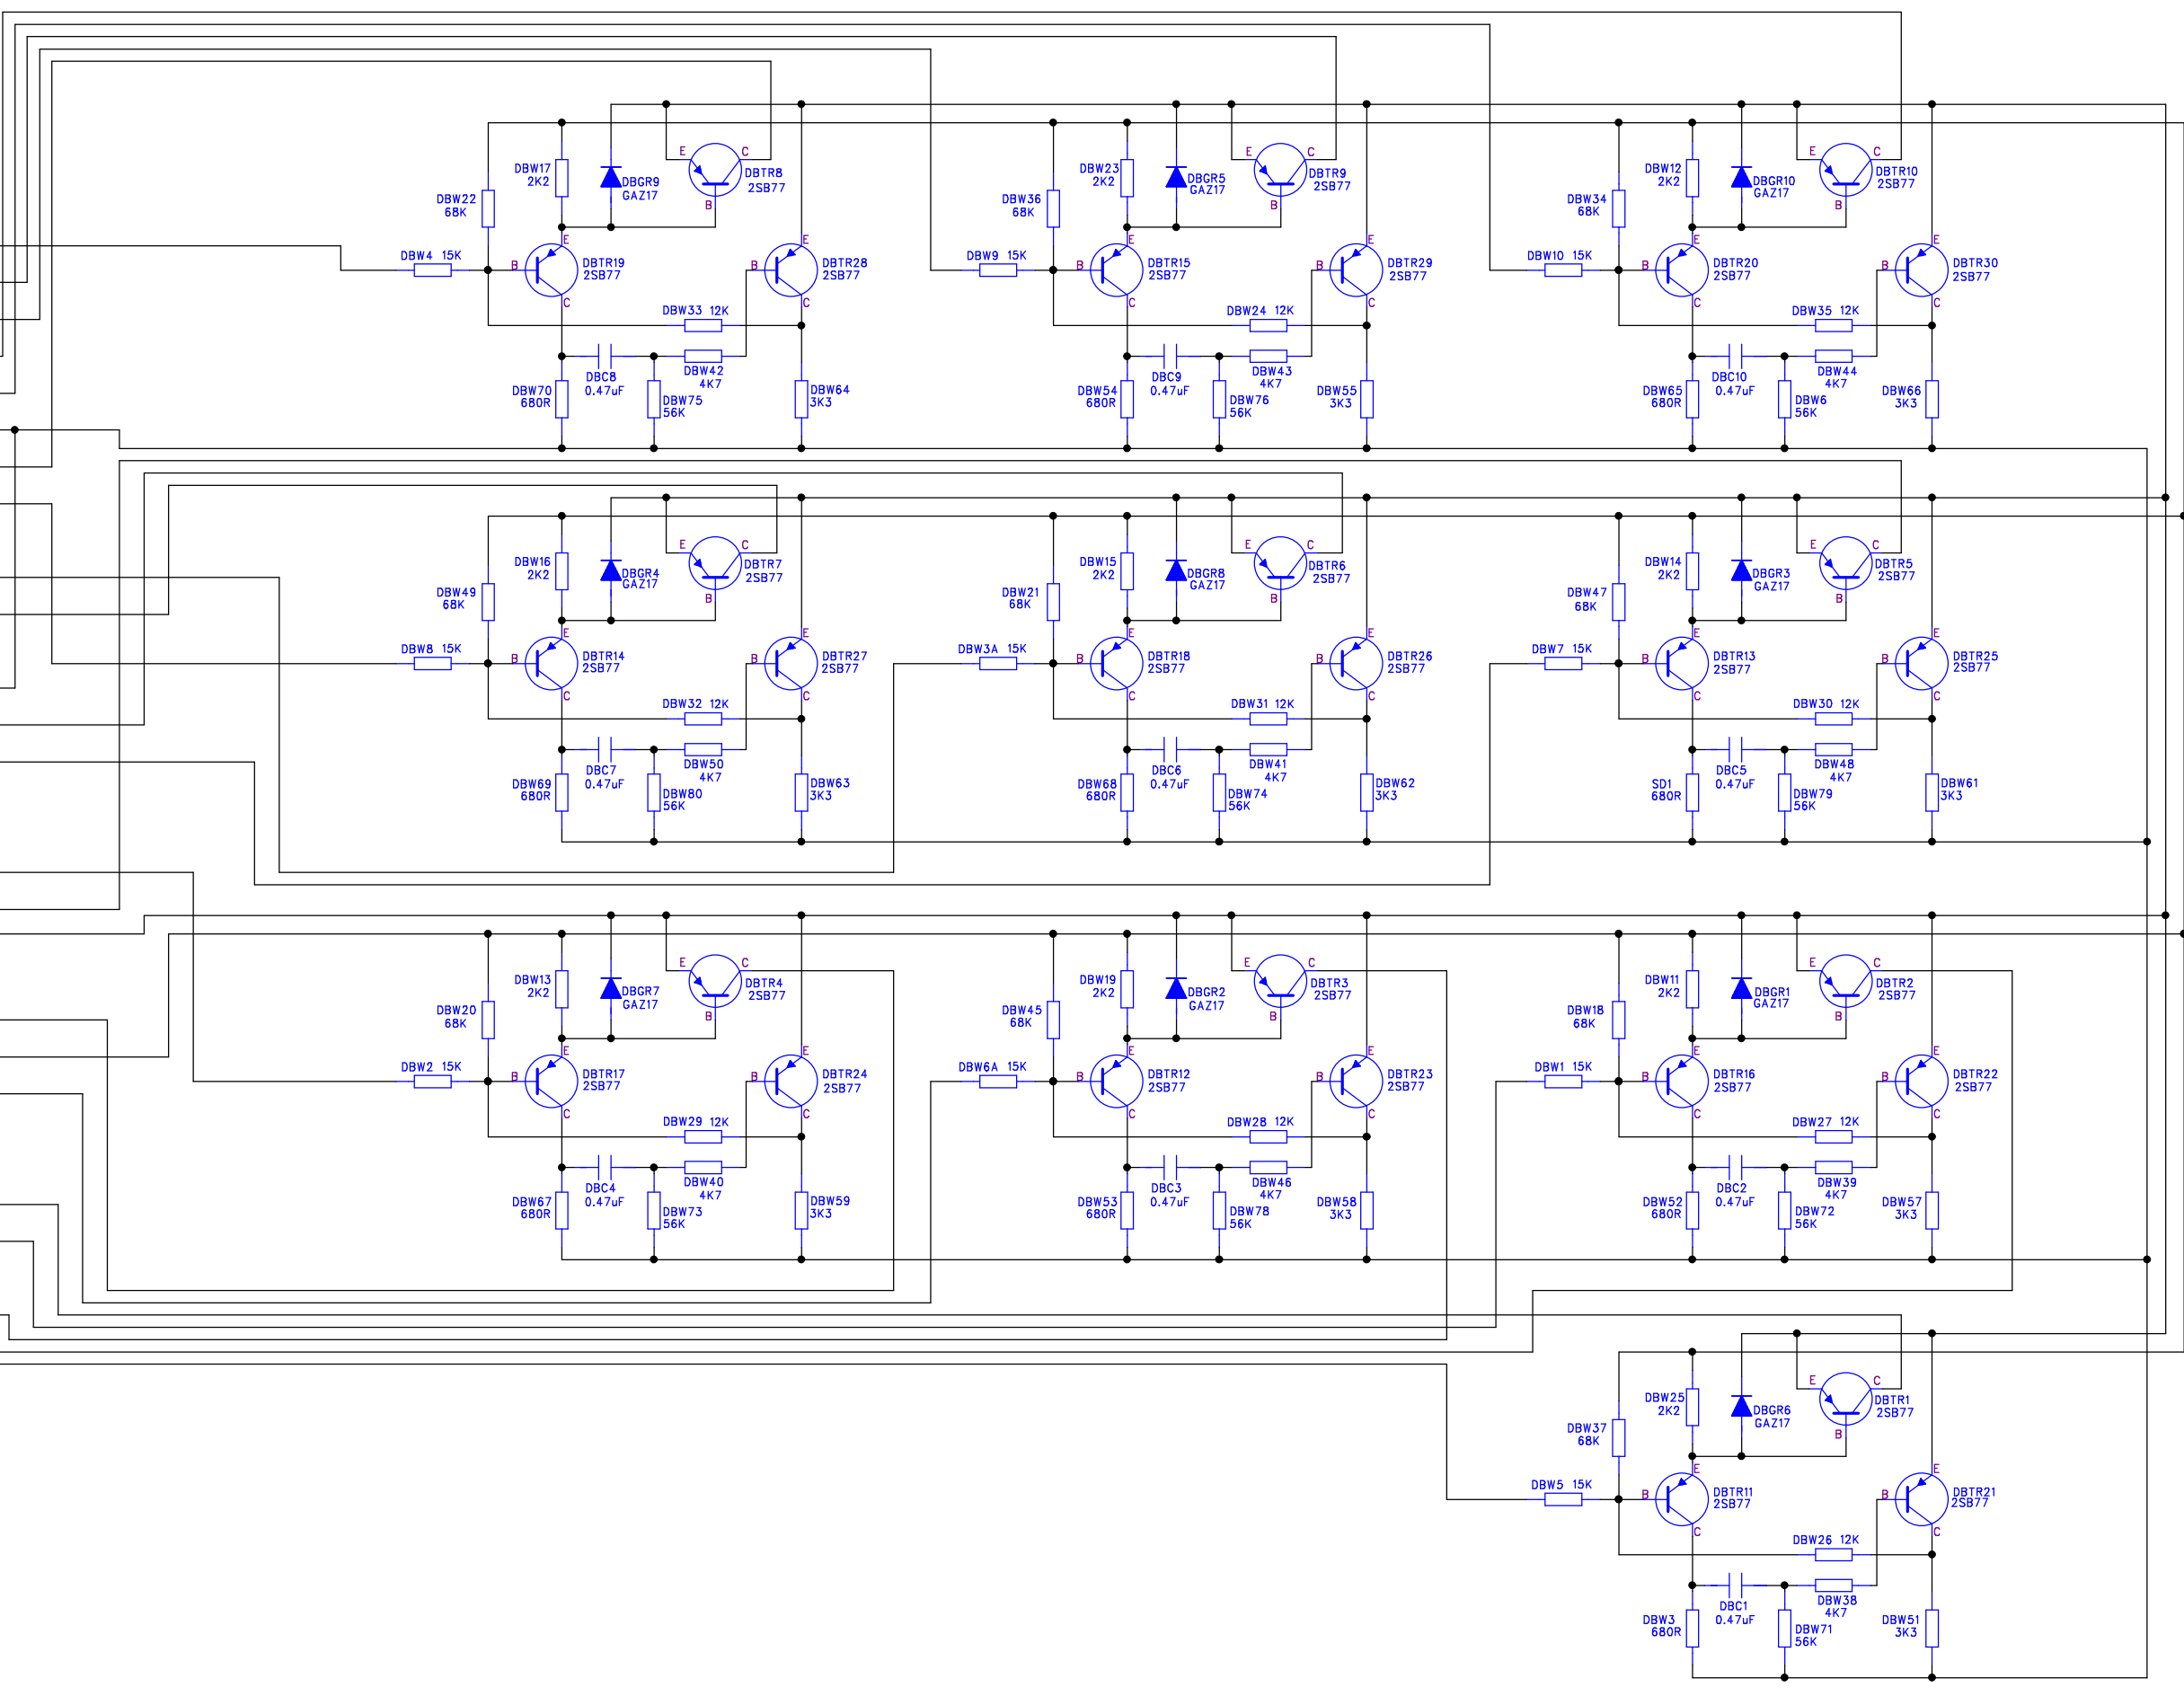 DBW22
68K
DBW17
2K2
DBGR9
GAZ17
E
C
B
DBTR8
2SB77
DBW4 15K
B
E
C
DBTR19
2SB77
B
E
C
DBTR28
2SB77
DBW33 12K
DBC8
0.47uF
DBW42
4K7
DBW70
680R
DBW75
56K
DBW64
3K3
DBW36
68K
DBW23
2K2
DBGR5
GAZ17
E
C
B
DBTR9
2SB77
DBW9 15K
B
E
C
DBTR15
2SB77
B
E
C
DBTR29
2SB77
DBW24 12K
DBC9
0.47uF
DBW43
4K7
DBW54
680R
DBW76
56K
DBW55
3K3
DBW34
68K
DBW12
2K2
DBGR10
GAZ17
E
C
B
DBTR10
2SB77
DBW10 15K
B
E
C
DBTR20
2SB77
B
E
C
DBTR30
2SB77
DBW35 12K
DBC10
0.47uF
DBW44
4K7
DBW65
680R
DBW6
56K
DBW66
3K3
DBW49
68K
DBW16
2K2
DBGR4
GAZ17
E
C
B
DBTR7
2SB77
DBW8 15K
B
E
C
DBTR14
2SB77
B
E
C
DBTR27
2SB77
DBW32 12K
DBC7
0.47uF
DBW50
4K7
DBW69
680R
DBW80
56K
DBW63
3K3
DBW21
68K
DBW15
2K2
DBGR8
GAZ17
E
C
B
DBTR6
2SB77
DBW3A 15K
B
E
C
DBTR18
2SB77
B
E
C
DBTR26
2SB77
DBW31 12K
DBC6
0.47uF
DBW41
4K7
DBW68
680R
DBW74
56K
DBW62
3K3
DBW47
68K
DBW14
2K2
DBGR3
GAZ17
E
C
B
DBTR5
2SB77
DBW7 15K
B
E
C
DBTR13
2SB77
B
E
C
DBTR25
2SB77
DBW30 12K
DBC5
0.47uF
DBW48
4K7
SD1
680R
DBW79
56K
DBW61
3K3
DBW20
68K
DBW13
2K2
DBGR7
GAZ17
E
C
B
DBTR4
2SB77
DBW2 15K
B
E
C
DBTR17
2SB77
B
E
C
DBTR24
2SB77
DBW29 12K
DBC4
0.47uF
DBW40
4K7
DBW67
680R
DBW73
56K
DBW59
3K3
DBW45
68K
DBW19
2K2
DBGR2
GAZ17
E
C
B
DBTR3
2SB77
DBW6A 15K
B
E
C
DBTR12
2SB77
B
E
C
DBTR23
2SB77
DBW28 12K
DBC3
0.47uF
DBW46
4K7
DBW53
680R
DBW78
56K
DBW58
3K3
DBW18
68K
DBW11
2K2
DBGR1
GAZ17
E
C
B
DBTR2
2SB77
DBW1 15K
B
E
C
DBTR16
2SB77
B
E
C
DBTR22
2SB77
DBW27 12K
DBC2
0.47uF
DBW39
4K7
DBW52
680R
DBW72
56K
DBW57
3K3
DBW37
68K
DBW25
2K2
DBGR6
GAZ17
E
C
B
DBTR1
2SB77
DBW5 15K
B
E
C
DBTR11
2SB77
B
E
C
DBTR21
2SB77
DBW26 12K
DBC1
0.47uF
DBW38
4K7
DBW3
680R
DBW71
56K
DBW51
3K3